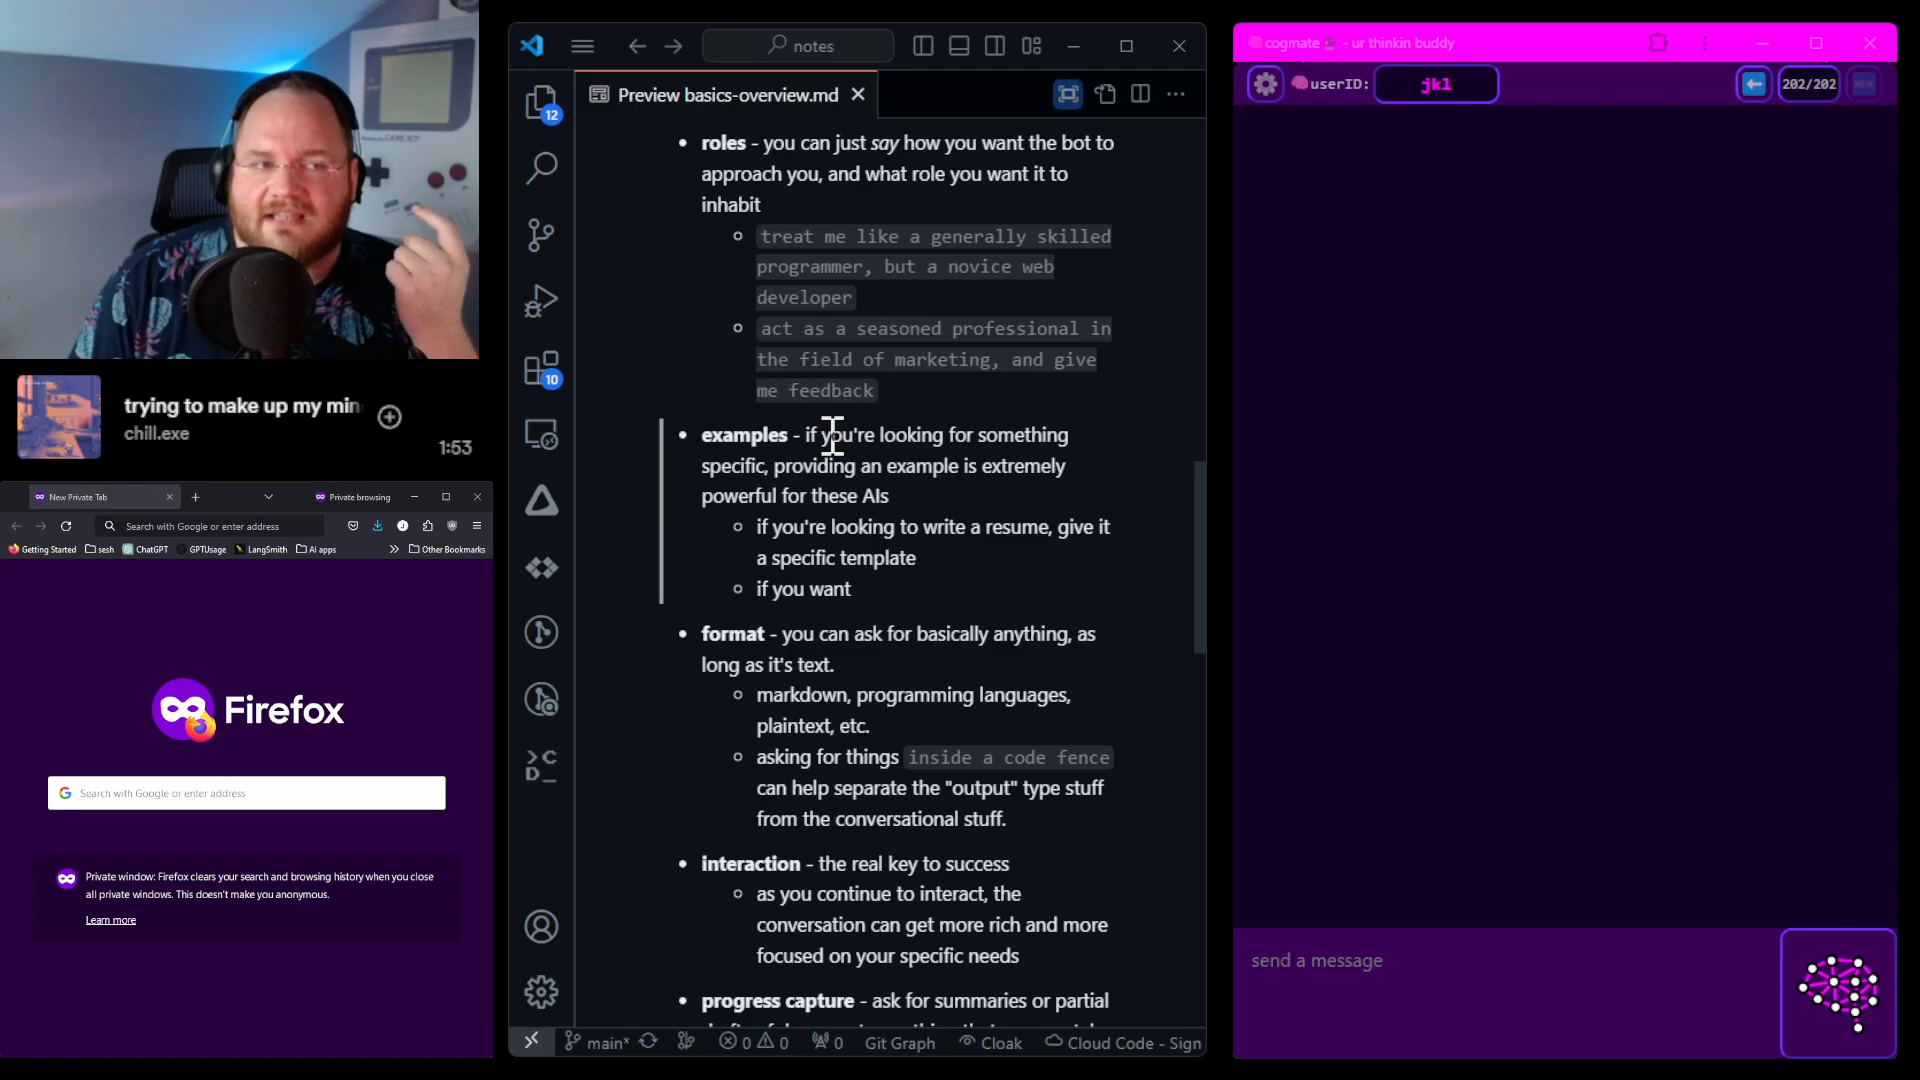 trying to make up my min
chill.exe
1:53
New Private Tab
Private browsing
Search with Google or enter address
Getting Started
sesh
ChatGPT
GPTUsage
LangSmith
AI apps
Other Bookmarks
Firefox
Search with Google or enter address
Private window: Firefox clears your search and browsing history when you close
all private windows. This doesn't make you anonymous.
Learn more
notes
Preview basics-overview.md
12
10
roles - you can just say how you want the bot to
approach you, and what role you want it to
inhabit
treat me like a generally skilled
programmer, but a novice web
developer
act as a seasoned professional in
the field of marketing, and give
me feedback
examples - if you're looking for something
specific, providing an example is extremely
powerful for these AIs
if you're looking to write a resume, give it
a specific template
if you want
format - you can ask for basically anything, as
long as it's text.
markdown, programming languages,
plaintext, etc.
asking for things inside a code fence
can help separate the "output" type stuff
from the conversational stuff.
interaction - the real key to success
as you continue to interact, the
conversation can get more rich and more
focused on your specific needs
progress capture - ask for summaries or partial
main* 0 0 0 Git Graph Cloak Cloud Code - Sign
cogmate - ur thinkin buddy
userID: jkl
202/202
NEW
send a message